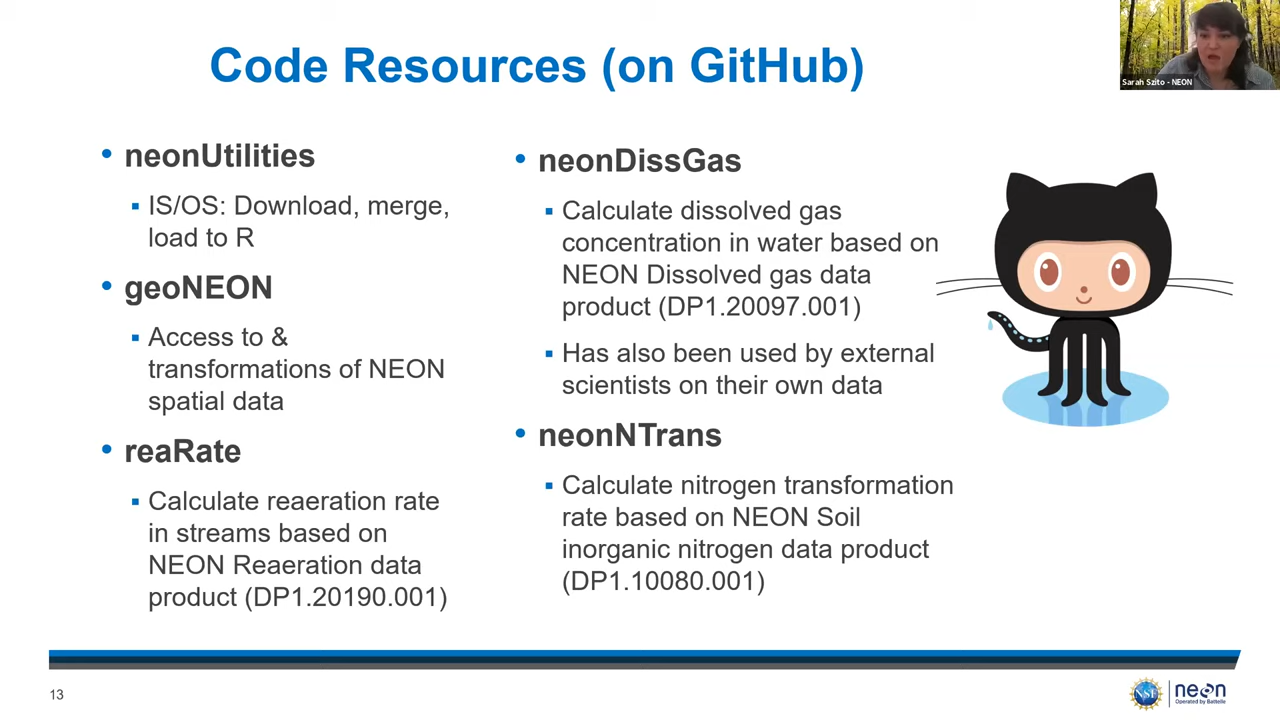 Code Resources (on GitHub)
Sarah Szito - NEON
• neonUtilities
▪ IS/OS: Download, merge,
load to R
• geoNEON
▪ Access to &
transformations of NEON
spatial data
• reaRate
▪ Calculate reaeration rate
in streams based on
NEON Reaeration data
product (DP1.20190.001)
• neonDissGas
▪ Calculate dissolved gas
concentration in water based on
NEON Dissolved gas data
product (DP1.20097.001)
▪ Has also been used by external
scientists on their own data
• neonNTrans
▪ Calculate nitrogen transformation
rate based on NEON Soil
inorganic nitrogen data product
(DP1.10080.001)
13
NSF
neon
Operated by Battelle